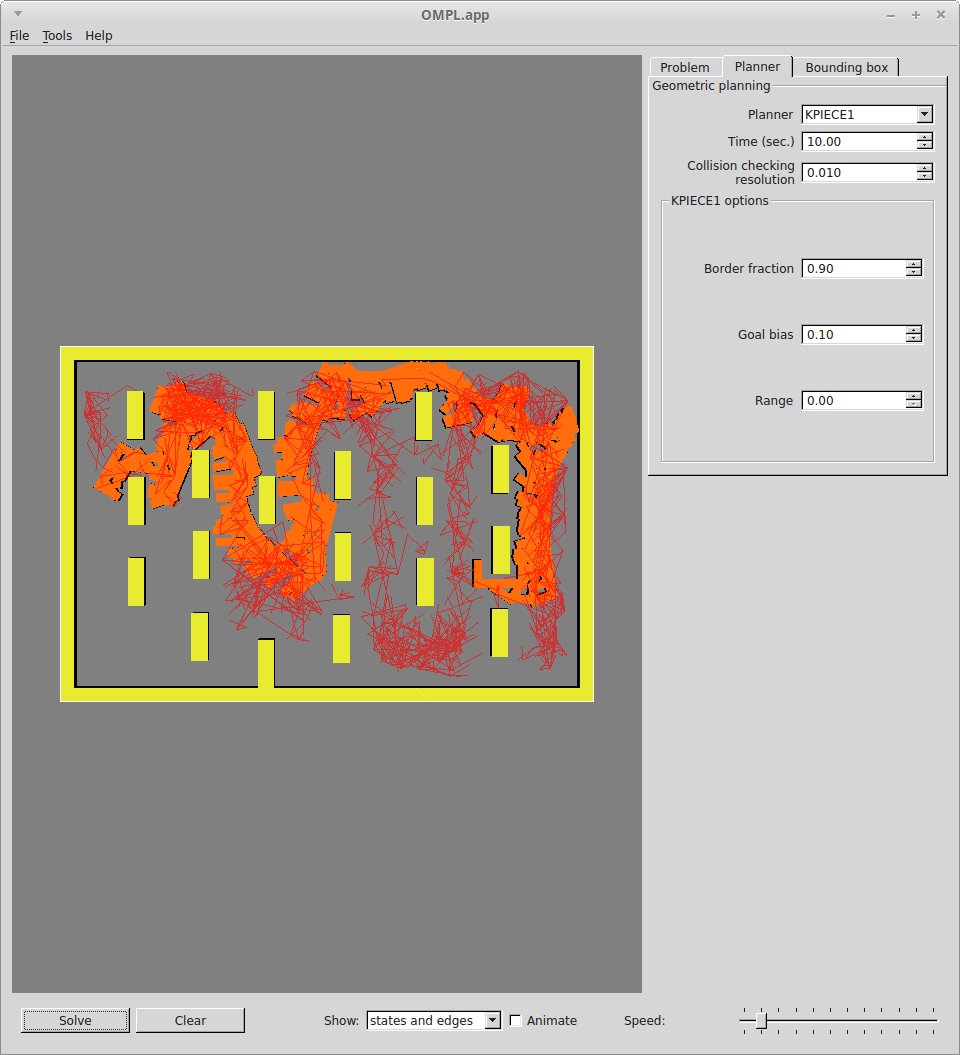 OMPL.app
File Tools Help
Problem Planner Bounding box
Geometric planning
Planner KPIECE1
Time (sec.) 10.00
Collision checking
resolution 0.010
KPIECE1 options
Border fraction 0.90
Goal bias 0.10
Range 0.00
Solve Clear Show: states and edges Animate Speed: